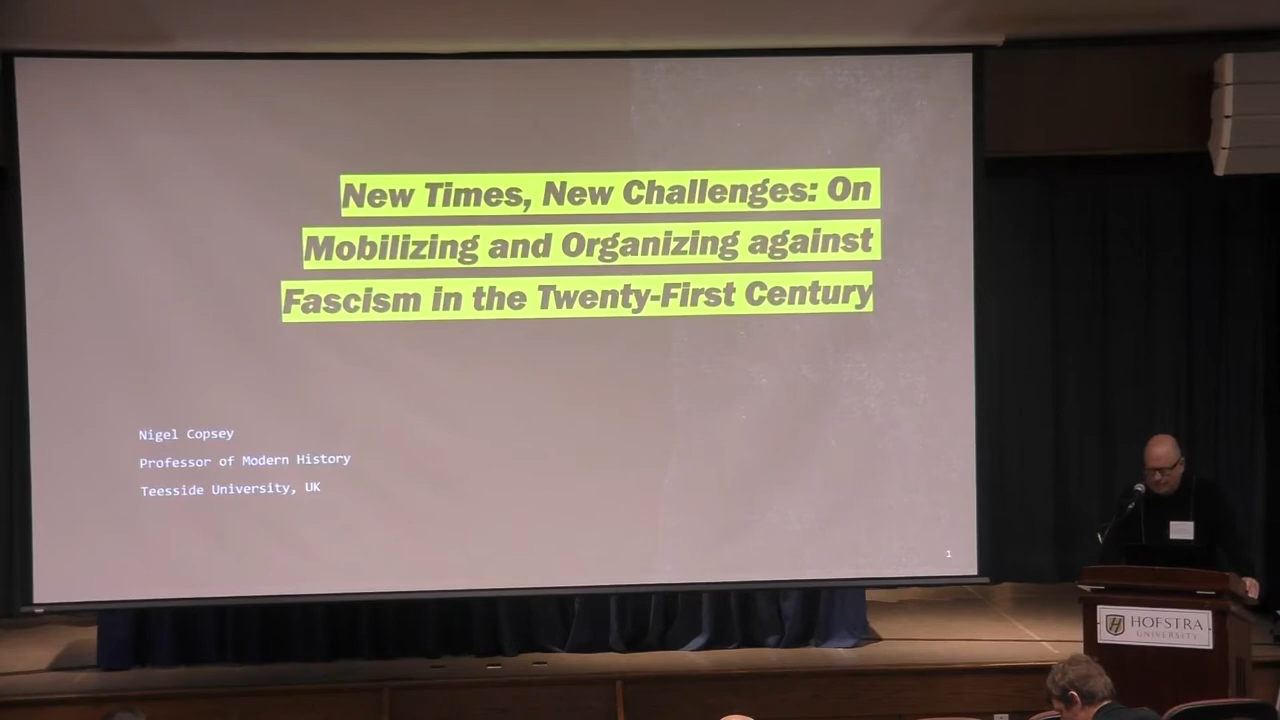 New Times, New Challenges: On
Mobilizing and Organizing against
Fascism in the Twenty-First Century
Nigel Copsey
Professor of Modern History
Teesside University, UK
1
HOFSTRA
UNIVERSITY